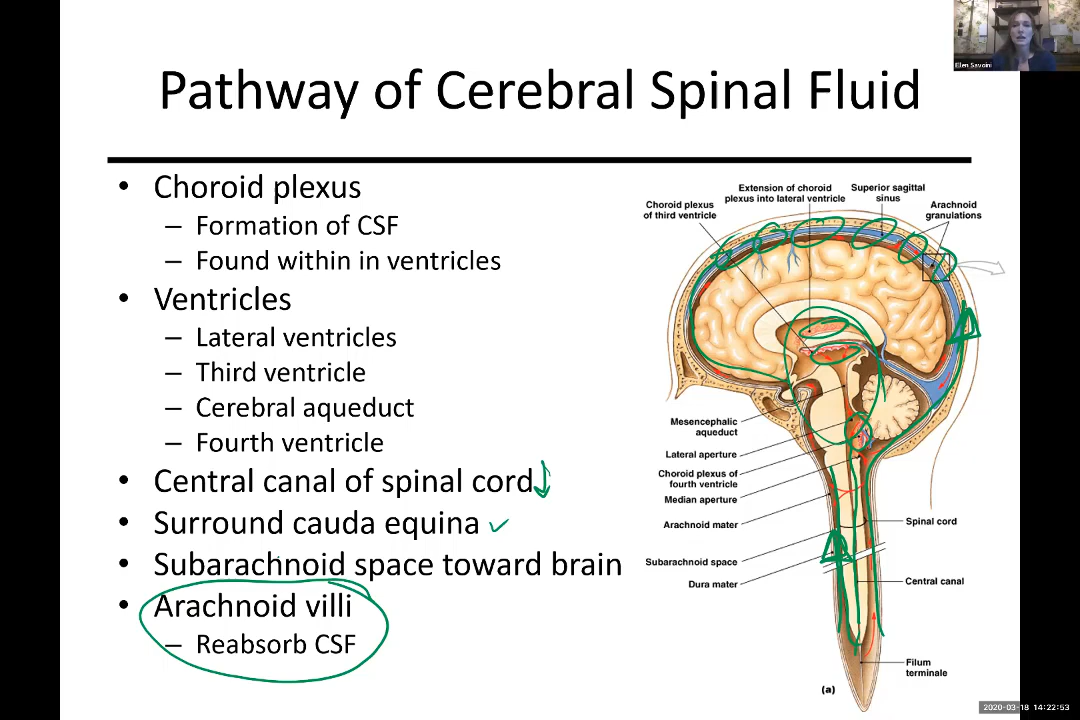 Ellen Savoini
Pathway of Cerebral Spinal Fluid
• Choroid plexus
– Formation of CSF
– Found within in ventricles
• Ventricles
– Lateral ventricles
– Third ventricle
– Cerebral aqueduct
– Fourth ventricle
• Central canal of spinal cord
• Surround cauda equina
• Subarachnoid space toward brain
• Arachnoid villi
– Reabsorb CSF
Choroid plexus
of third ventricle
Extension of choroid
plexus into lateral ventricle
Superior sagittal
sinus
Arachnoid
granulations
Mesencephalic
aqueduct
Lateral aperture
Choroid plexus of
fourth ventricle
Median aperture
Arachnoid mater
Subarachnoid space
Dura mater
Spinal cord
Central canal
Filum
terminale
(a)
2020-03-18 14:22:53